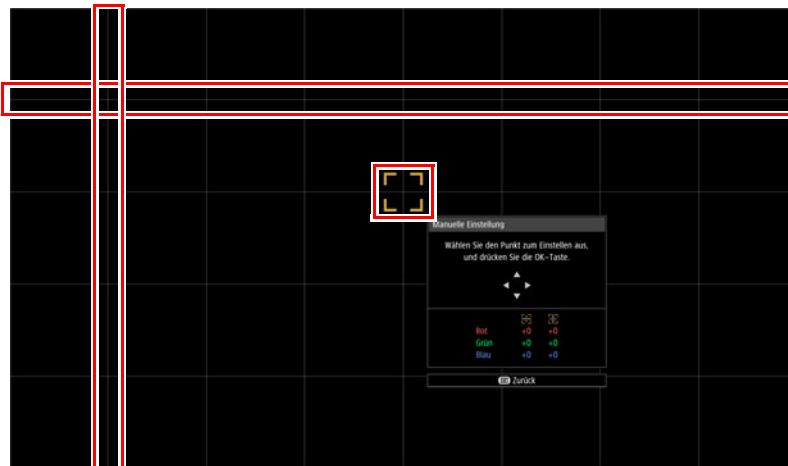 Manuelle Einstellung
Wählen Sie den Punkt zum Einstellen aus,
und drücken Sie die OK-Taste.
Rot +0 +0
Grün +0 +0
Blau +0 +0
Zurück